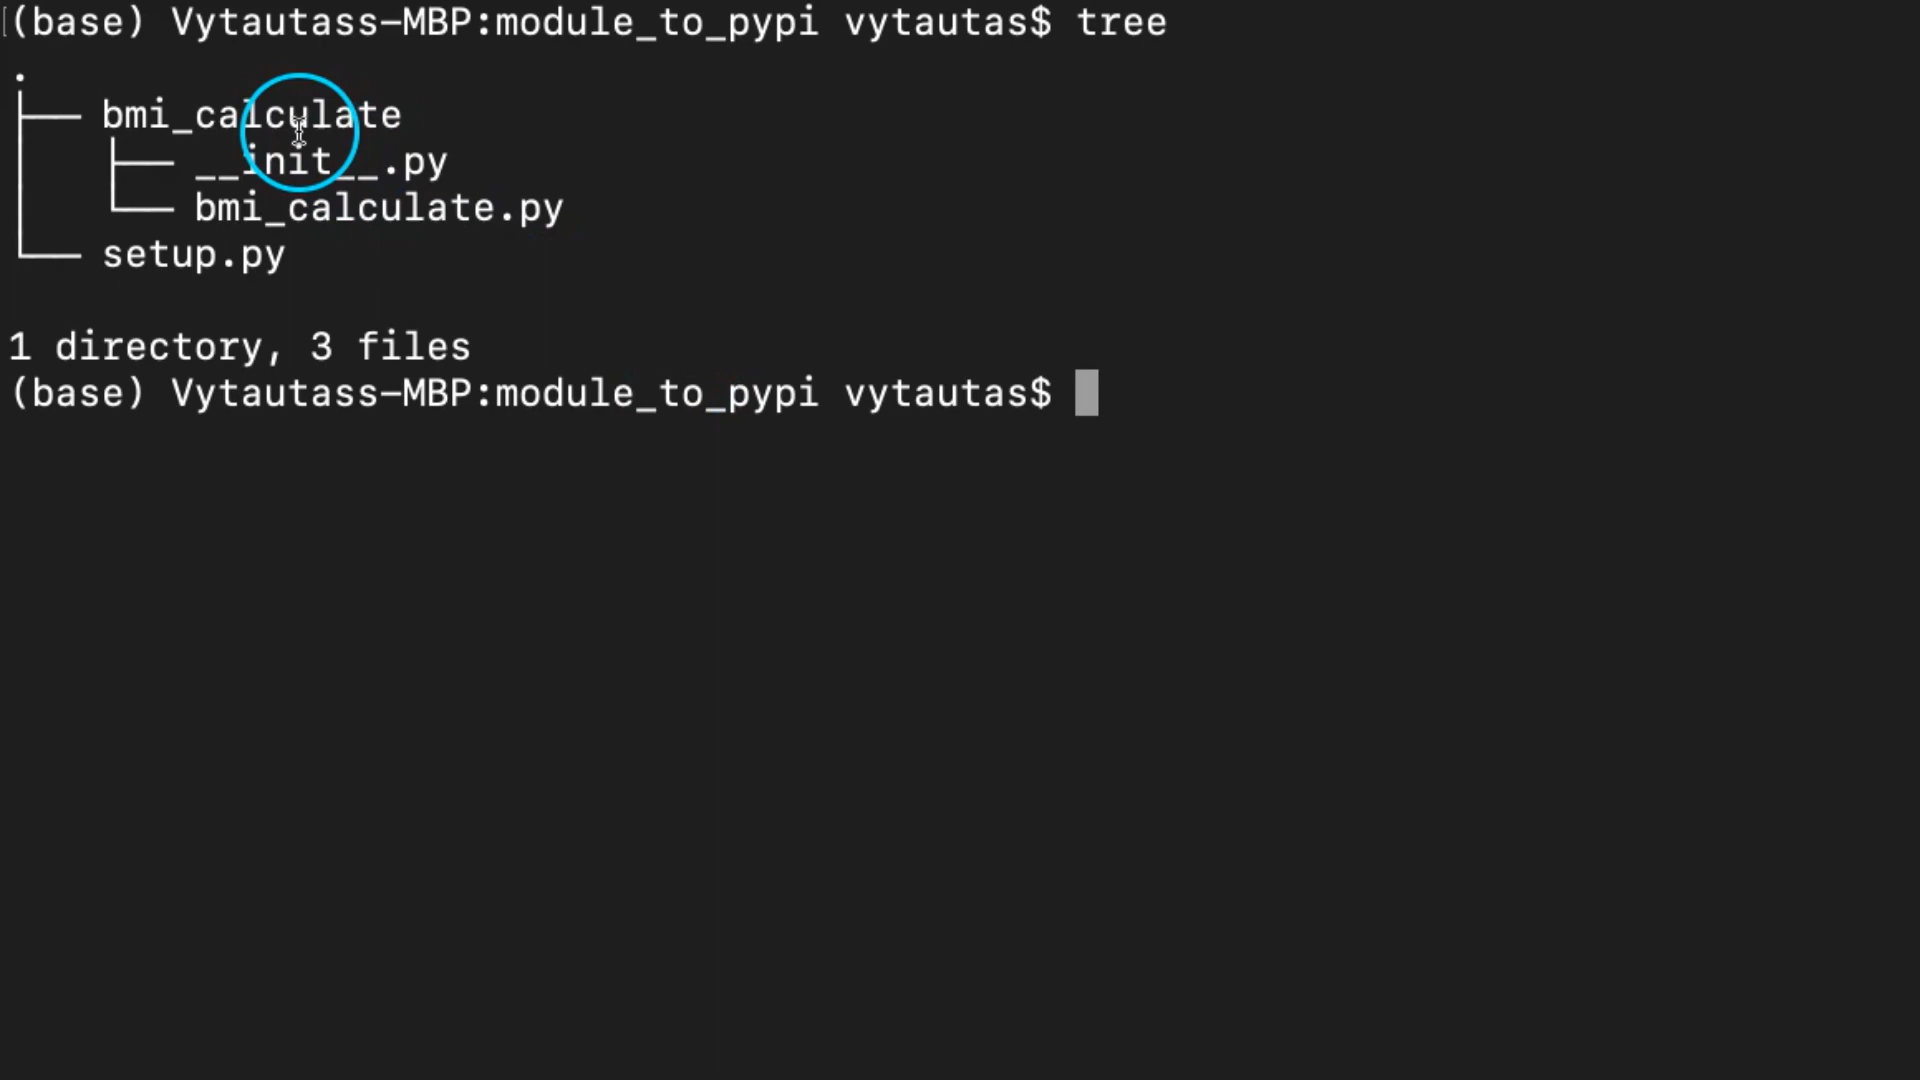 (base) Vytautass-MBP:module_to_pypi vytautas$ tree
.
├── bmi_calculate
│   ├── __init__.py
│   └── bmi_calculate.py
└── setup.py
1 directory, 3 files
(base) Vytautass-MBP:module_to_pypi vytautas$